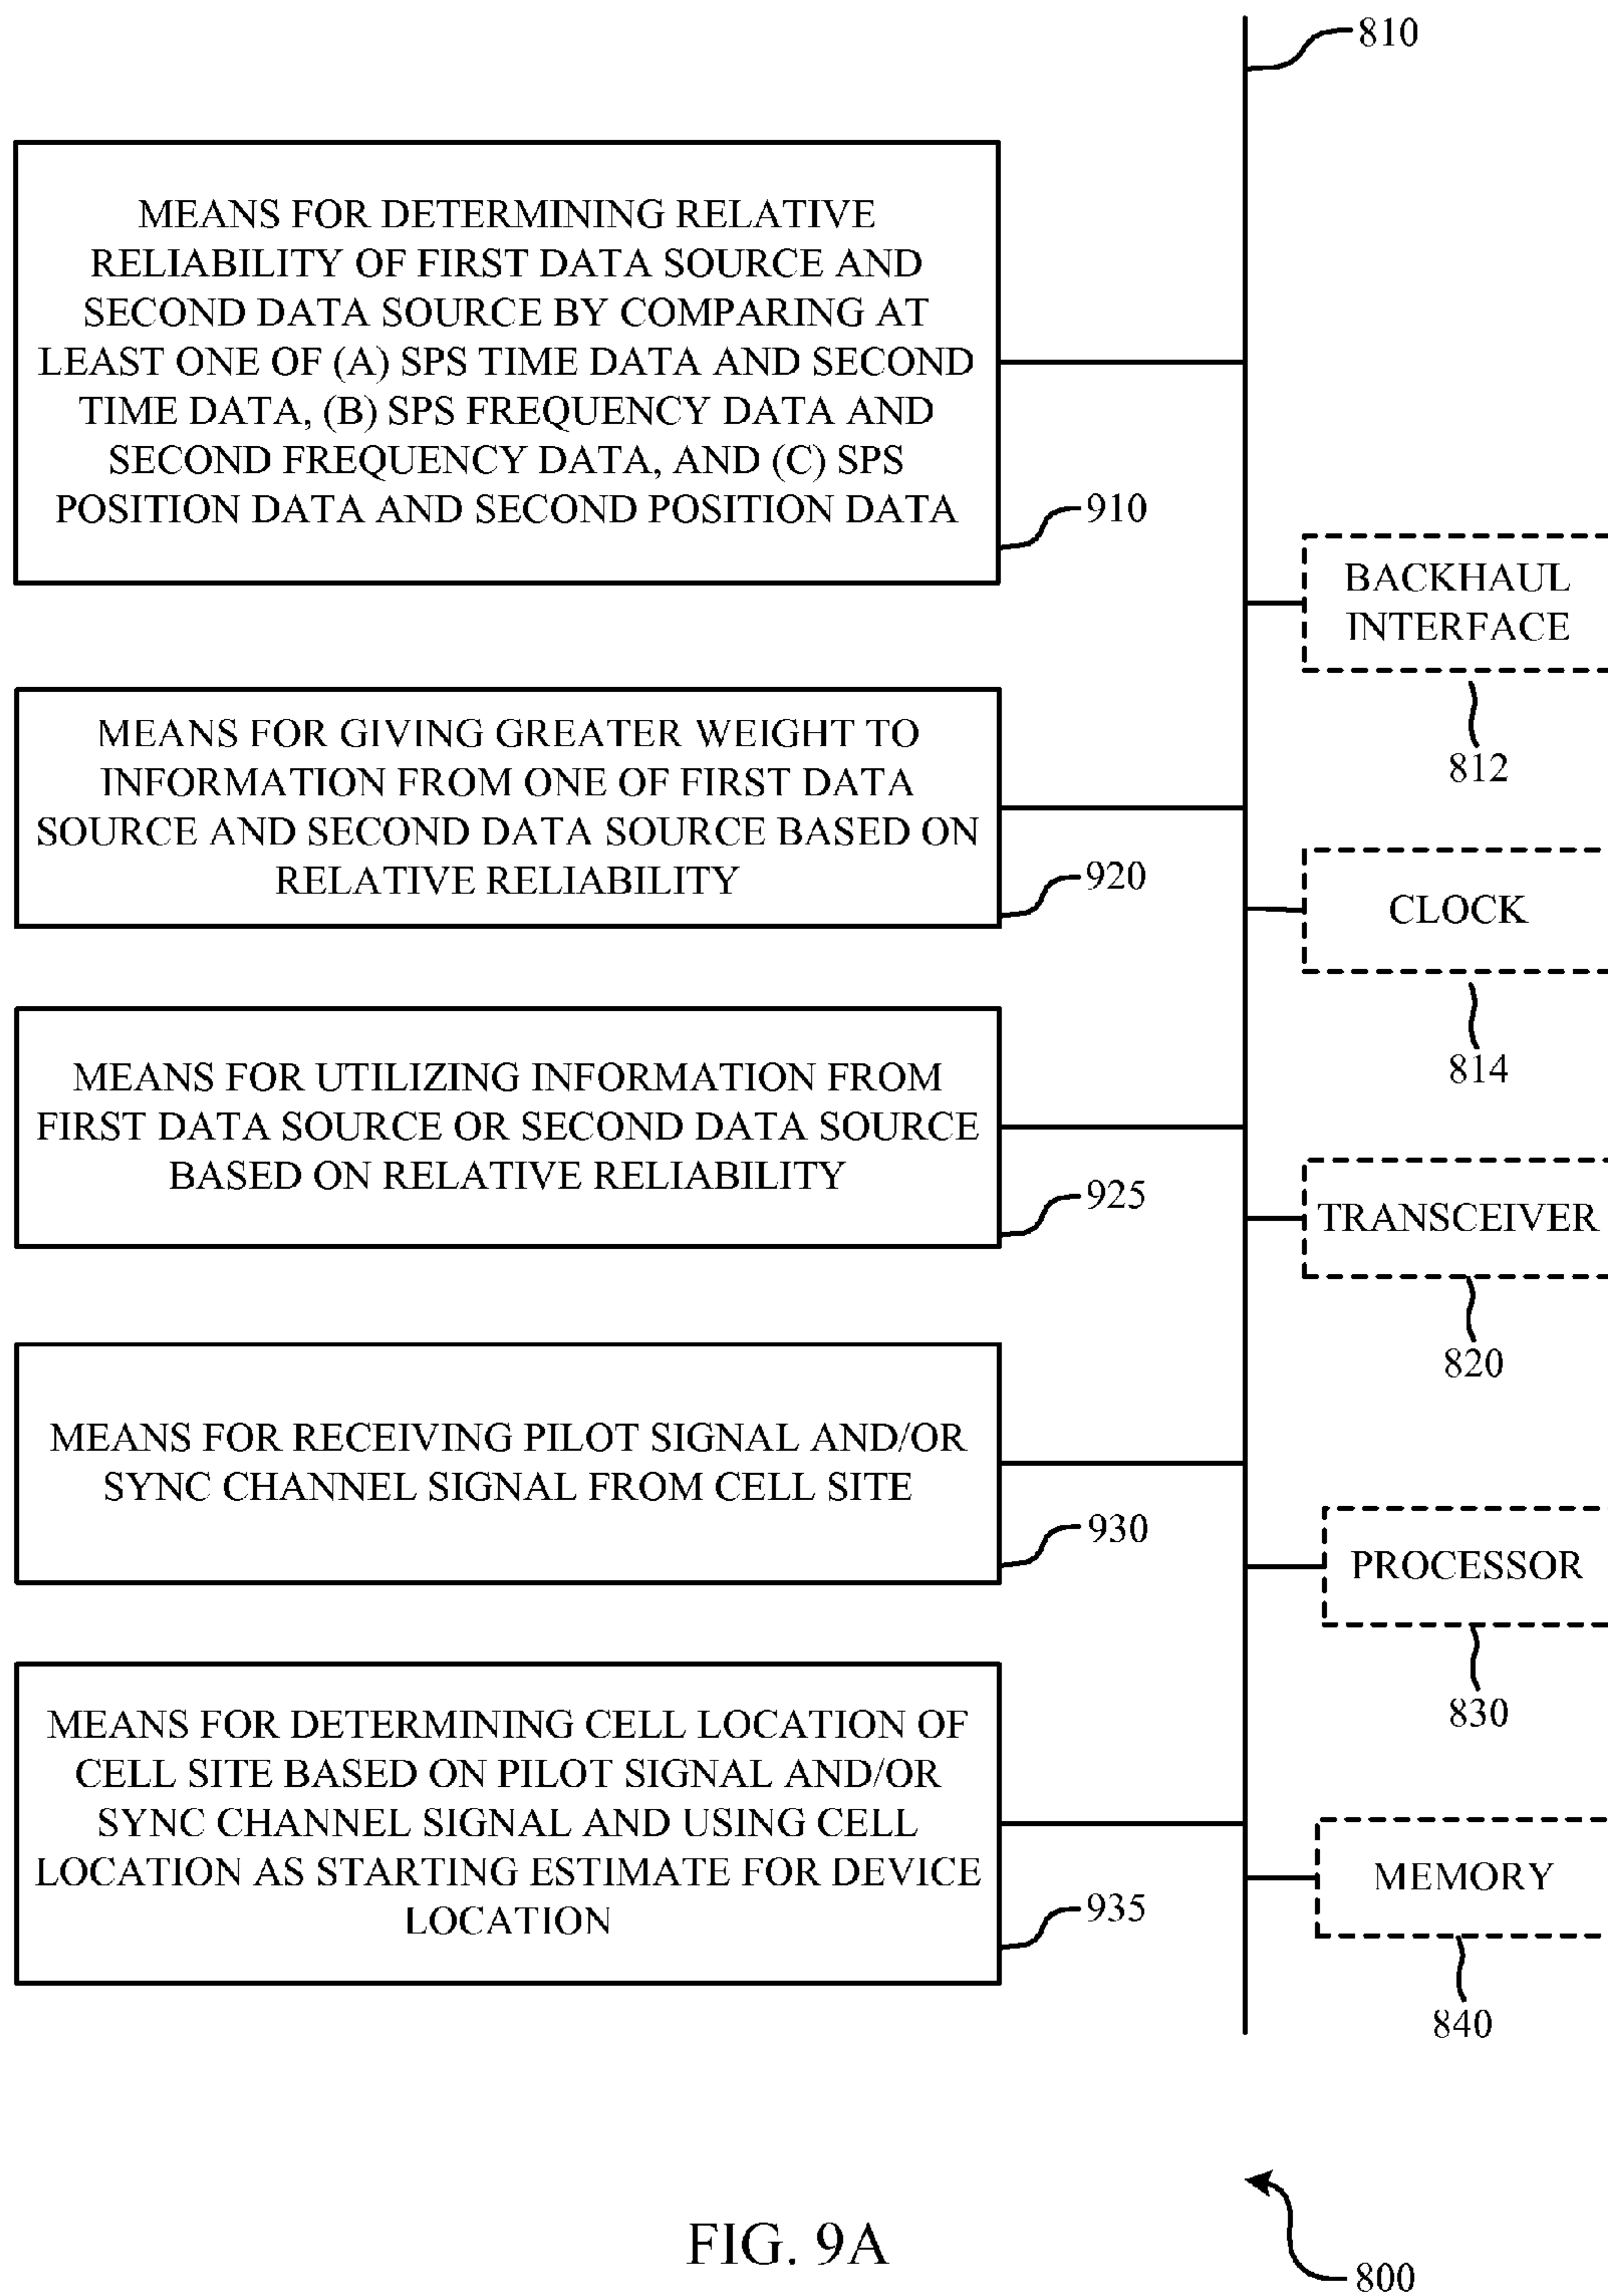 810
MEANS FOR DETERMINING RELATIVE
RELIABILITY OF FIRST DATA SOURCE AND
SECOND DATA SOURCE BY COMPARING AT
LEAST ONE OF (A) SPS TIME DATA AND SECOND
TIME DATA, (B) SPS FREQUENCY DATA AND
SECOND FREQUENCY DATA, AND (C) SPS
POSITION DATA AND SECOND POSITION DATA
910
BACKHAUL
INTERFACE
812
MEANS FOR GIVING GREATER WEIGHT TO
INFORMATION FROM ONE OF FIRST DATA
SOURCE AND SECOND DATA SOURCE BASED ON
RELATIVE RELIABILITY
920
CLOCK
814
MEANS FOR UTILIZING INFORMATION FROM
FIRST DATA SOURCE OR SECOND DATA SOURCE
BASED ON RELATIVE RELIABILITY
925
TRANSCEIVER
820
MEANS FOR RECEIVING PILOT SIGNAL AND/OR
SYNC CHANNEL SIGNAL FROM CELL SITE
930
PROCESSOR
830
MEANS FOR DETERMINING CELL LOCATION OF
CELL SITE BASED ON PILOT SIGNAL AND/OR
SYNC CHANNEL SIGNAL AND USING CELL
LOCATION AS STARTING ESTIMATE FOR DEVICE
LOCATION
935
MEMORY
840
FIG. 9A
800